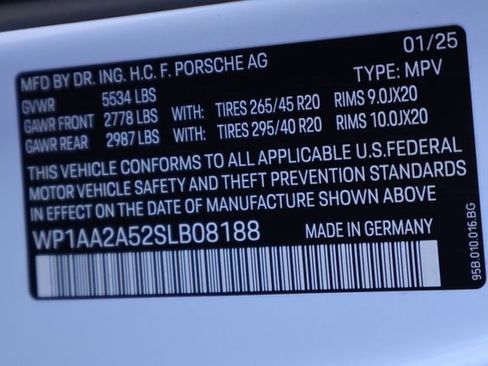 MFD BY DR. ING. H.C. F. PORSCHE AG 01/25
GVWR 5534 LBS TYPE: MPV
GAWR FRONT 2778 LBS WITH: TIRES 265/45 R20 RIMS 9.0JX20
GAWR REAR 2987 LBS WITH: TIRES 295/40 R20 RIMS 10.0JX20
THIS VEHICLE CONFORMS TO ALL APPLICABLE U.S.FEDERAL
MOTOR VEHICLE SAFETY AND THEFT PREVENTION STANDARDS
IN EFFECT ON THE DATE OF MANUFACTURE SHOWN ABOVE
WP1AA2A52SLB08188 MADE IN GERMANY
95B.010.016.BG